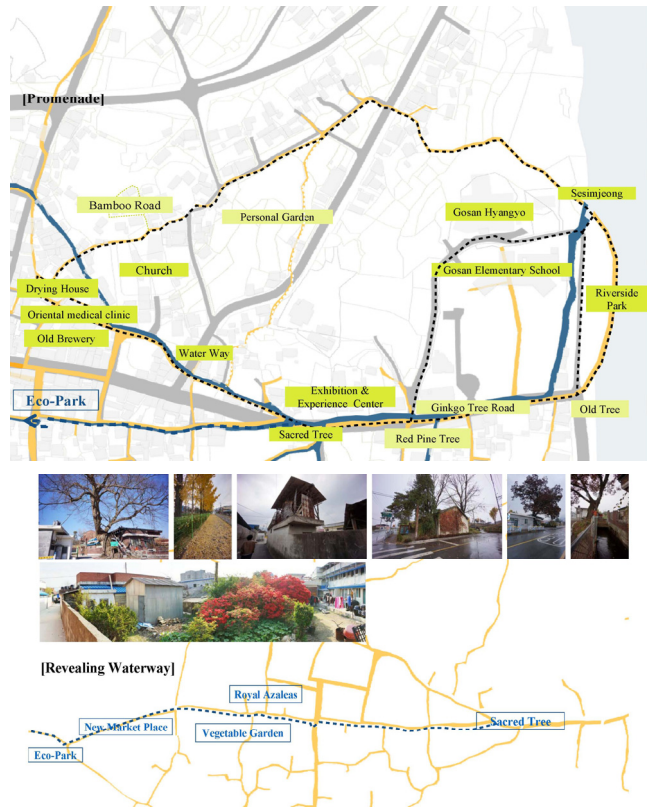 [Promenade]
Sesimjeong
Bamboo Road
Gosan Hyangyo
Personal Garden
Church
Gosan Elementary School
Drying House
Riverside
Park
Oriental medical clinic
Old Brewery
Water Way
Exhibition &
Experience Center
Eco-Park
Ginkgo Tree Road
Old Tree
Sacred Tree
Red Pine Tree
[Revealing Waterway]
Royal Azaleas
New Market Place
Sacred Tree
Vegetable Garden
Eco-Park